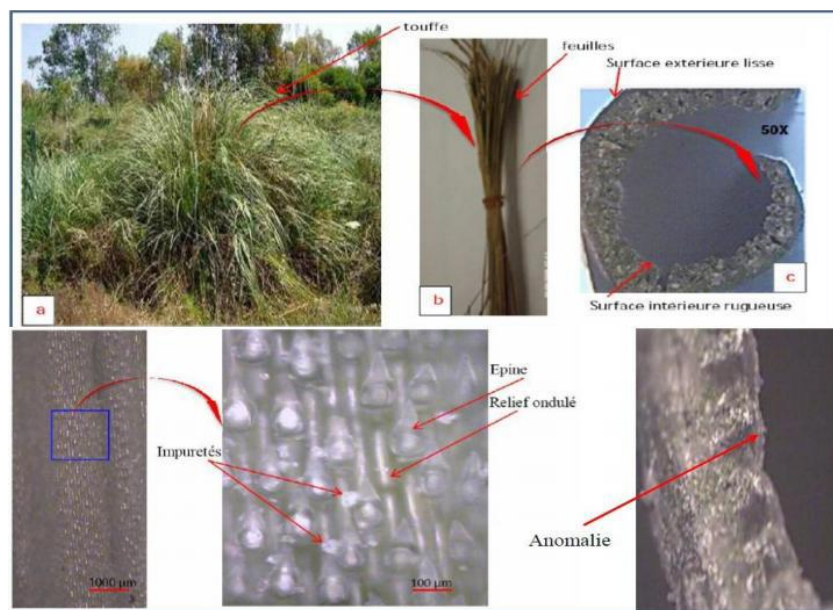 touffe
feuilles
Surface extérieure lisse
50X
a
b
c
Surface intérieure rugueuse
Epine
Relief ondulé
Impuretés
Anomalie
1000 µm
100 µm